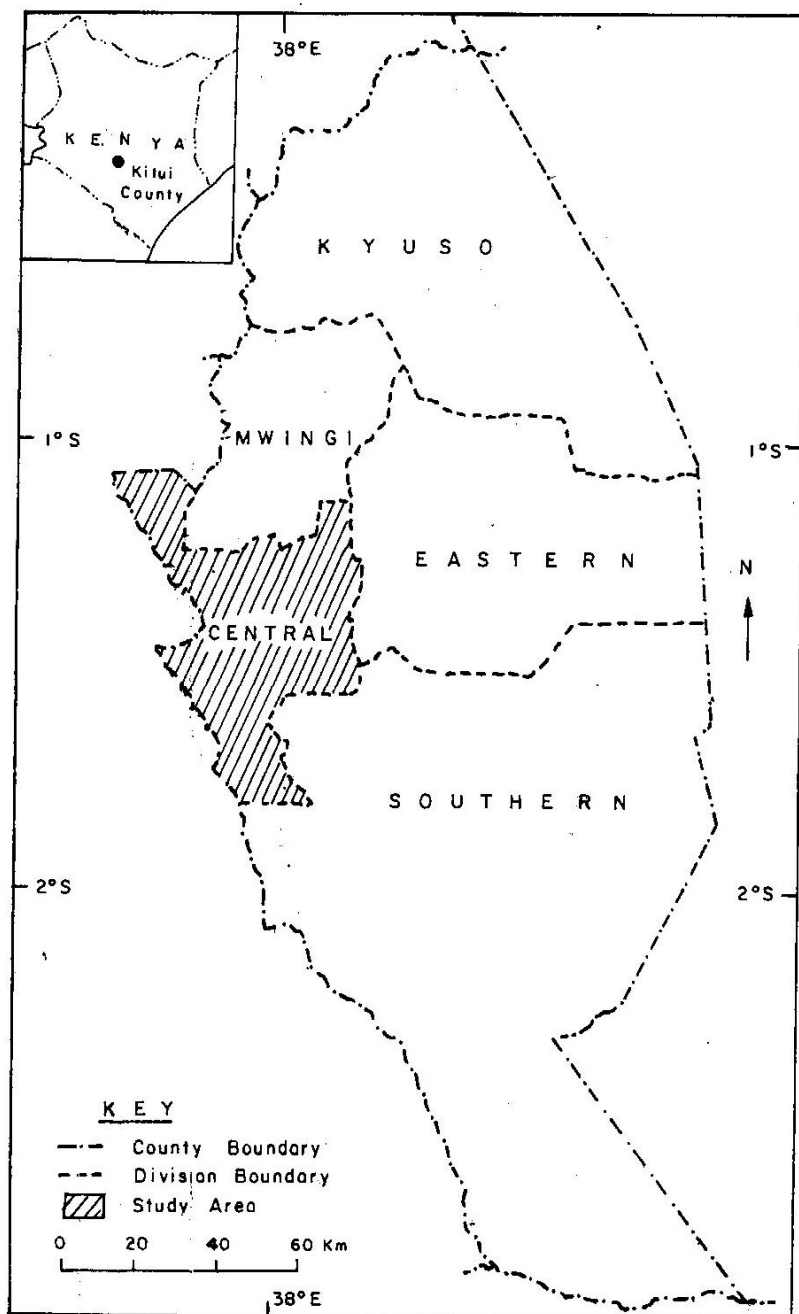 38°E
K E N Y A
Kitui
County
K Y U S O
MWINGI
1°S
1°S
E A S T E R N
N
CENTRAL
S O U T H E R N
2°S
2°S
K E Y
County Boundary
Division Boundary
Study Area
0 20 40 60 Km
38°E